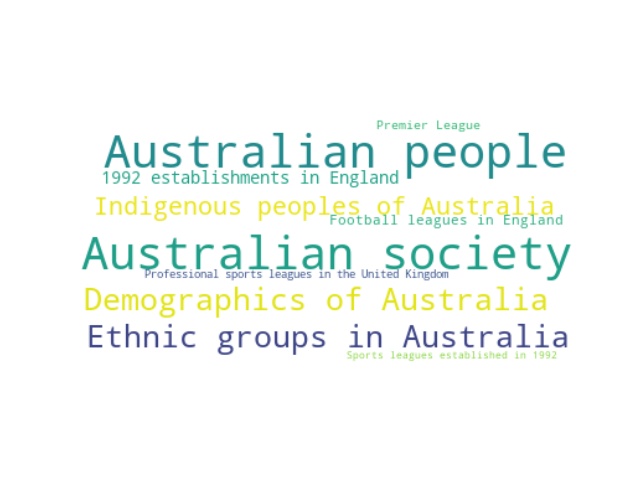 Premier League
Australian people
1992 establishments in England
Indigenous peoples of Australia
Football leagues in England
Australian society
Professional sports leagues in the United Kingdom
Demographics of Australia
Ethnic groups in Australia
Sports leagues established in 1992